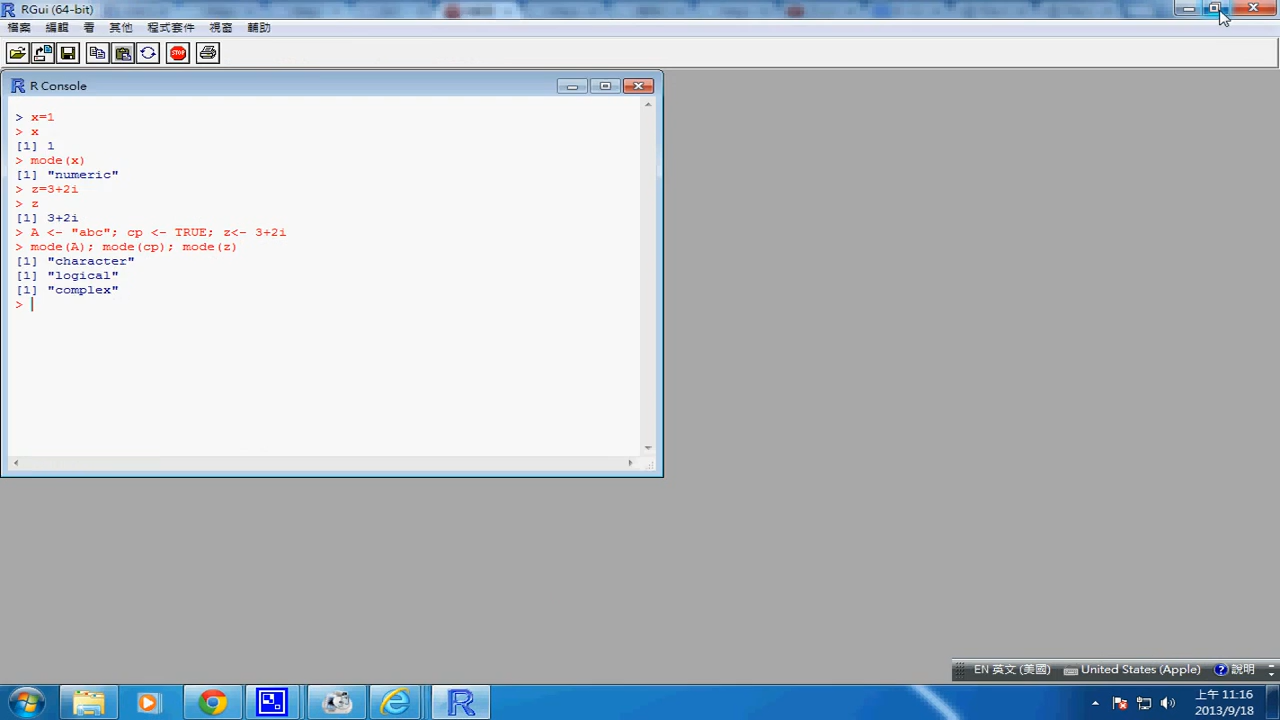 RGui (64-bit)
檔案 編輯 看 其他 程式套件 視窗 輔助
STOP
R Console
> x=1
> x
[1] 1
> mode(x)
[1] "numeric"
> z=3+2i
> z
[1] 3+2i
> A <- "abc"; cp <- TRUE; z<- 3+2i
> mode(A); mode(cp); mode(z)
[1] "character"
[1] "logical"
[1] "complex"
>
EN 英文 (美國) United States (Apple) 說明
上午 11:16
2013/9/18